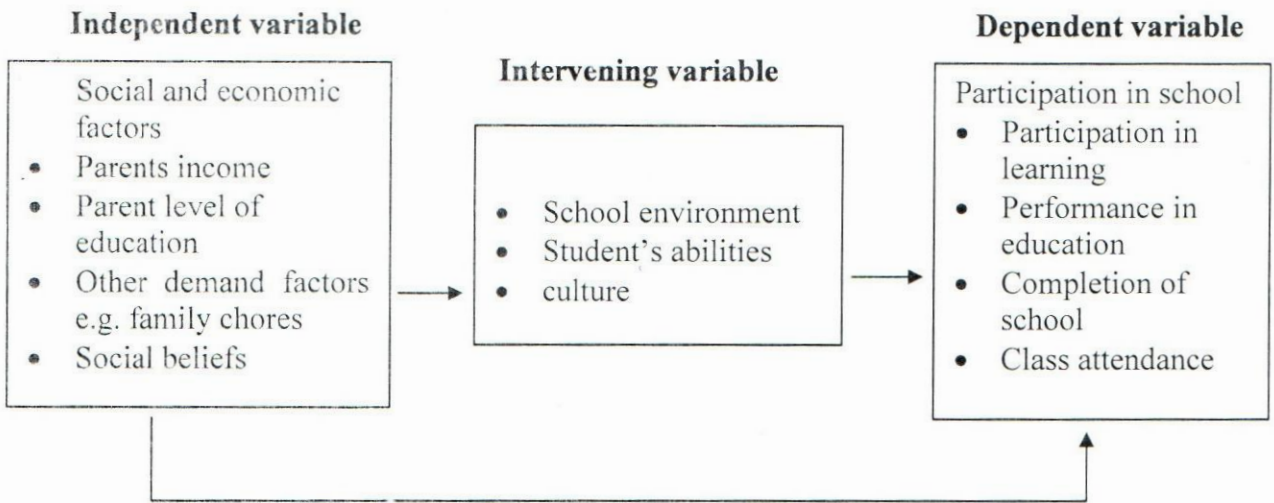 Independent variable
Social and economic
factors
• Parents income
• Parent level of
education
• Other demand factors
e.g. family chores
• Social beliefs
Intervening variable
• School environment
• Student's abilities
• culture
Dependent variable
Participation in school
• Participation in
learning
• Performance in
education
• Completion of
school
• Class attendance